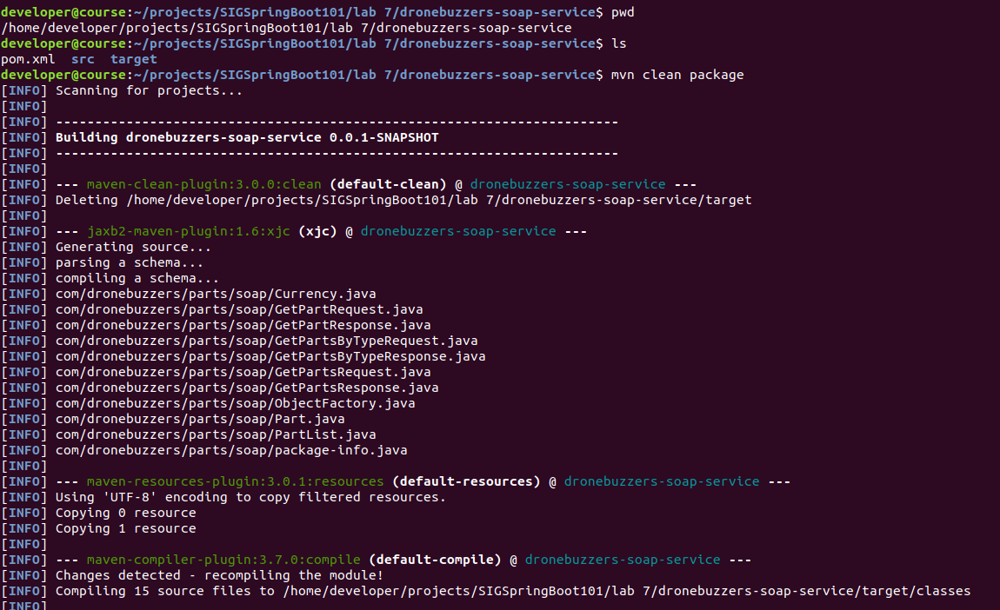 developer@course:~/projects/SIGSpringBoot101/lab 7/dronebuzzers-soap-service$ pwd
/home/developer/projects/SIGSpringBoot101/lab 7/dronebuzzers-soap-service
developer@course:~/projects/SIGSpringBoot101/lab 7/dronebuzzers-soap-service$ ls
pom.xml  src  target
developer@course:~/projects/SIGSpringBoot101/lab 7/dronebuzzers-soap-service$ mvn clean package
[INFO] Scanning for projects...
[INFO]
[INFO] ------------------------------------------------------------------------
[INFO] Building dronebuzzers-soap-service 0.0.1-SNAPSHOT
[INFO] ------------------------------------------------------------------------
[INFO]
[INFO] --- maven-clean-plugin:3.0.0:clean (default-clean) @ dronebuzzers-soap-service ---
[INFO] Deleting /home/developer/projects/SIGSpringBoot101/lab 7/dronebuzzers-soap-service/target
[INFO]
[INFO] --- jaxb2-maven-plugin:1.6:xjc (xjc) @ dronebuzzers-soap-service ---
[INFO] Generating source...
[INFO] parsing a schema...
[INFO] compiling a schema...
[INFO] com/dronebuzzers/parts/soap/Currency.java
[INFO] com/dronebuzzers/parts/soap/GetPartRequest.java
[INFO] com/dronebuzzers/parts/soap/GetPartResponse.java
[INFO] com/dronebuzzers/parts/soap/GetPartsByTypeRequest.java
[INFO] com/dronebuzzers/parts/soap/GetPartsByTypeResponse.java
[INFO] com/dronebuzzers/parts/soap/GetPartsRequest.java
[INFO] com/dronebuzzers/parts/soap/GetPartsResponse.java
[INFO] com/dronebuzzers/parts/soap/ObjectFactory.java
[INFO] com/dronebuzzers/parts/soap/Part.java
[INFO] com/dronebuzzers/parts/soap/PartList.java
[INFO] com/dronebuzzers/parts/soap/package-info.java
[INFO]
[INFO] --- maven-resources-plugin:3.0.1:resources (default-resources) @ dronebuzzers-soap-service ---
[INFO] Using 'UTF-8' encoding to copy filtered resources.
[INFO] Copying 0 resource
[INFO] Copying 1 resource
[INFO]
[INFO] --- maven-compiler-plugin:3.7.0:compile (default-compile) @ dronebuzzers-soap-service ---
[INFO] Changes detected - recompiling the module!
[INFO] Compiling 15 source files to /home/developer/projects/SIGSpringBoot101/lab 7/dronebuzzers-soap-service/target/classes
[INFO]